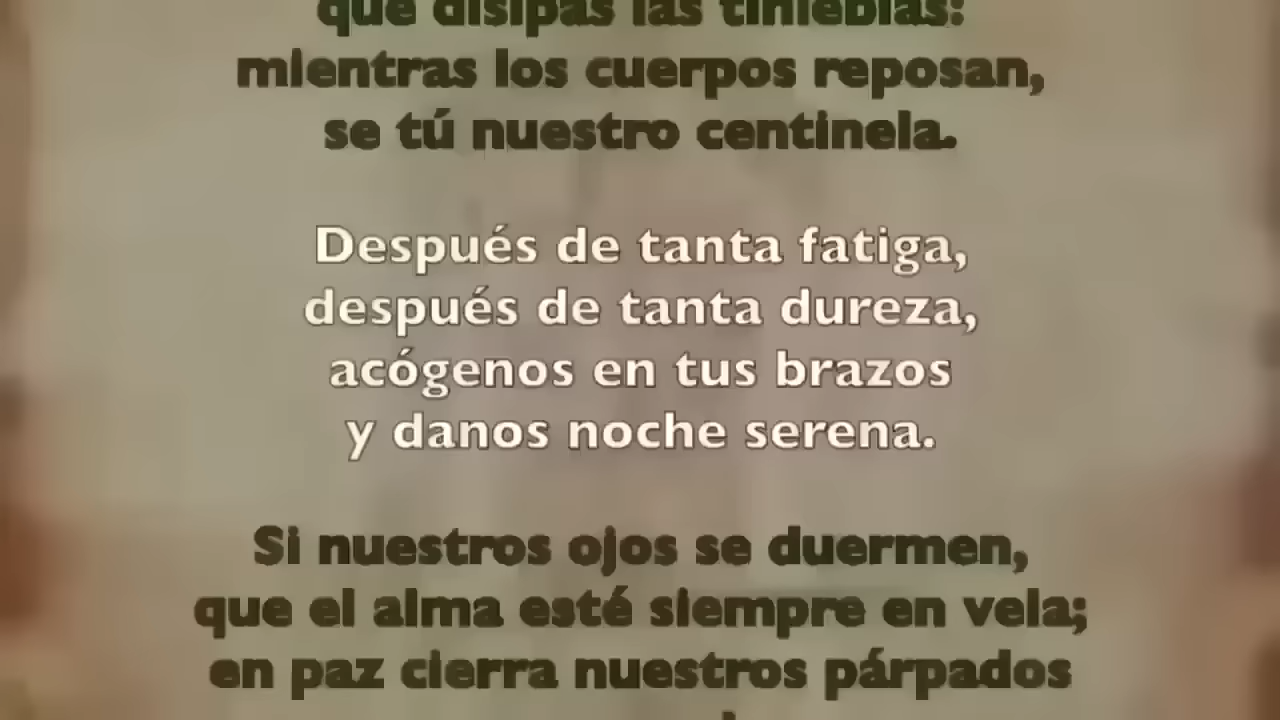 que disipas las tinieblas:
mientras los cuerpos reposan,
se tú nuestro centinela.
Después de tanta fatiga,
después de tanta dureza,
acógenos en tus brazos
y danos noche serena.
Si nuestros ojos se duermen,
que el alma esté siempre en vela;
en paz cierra nuestros párpados